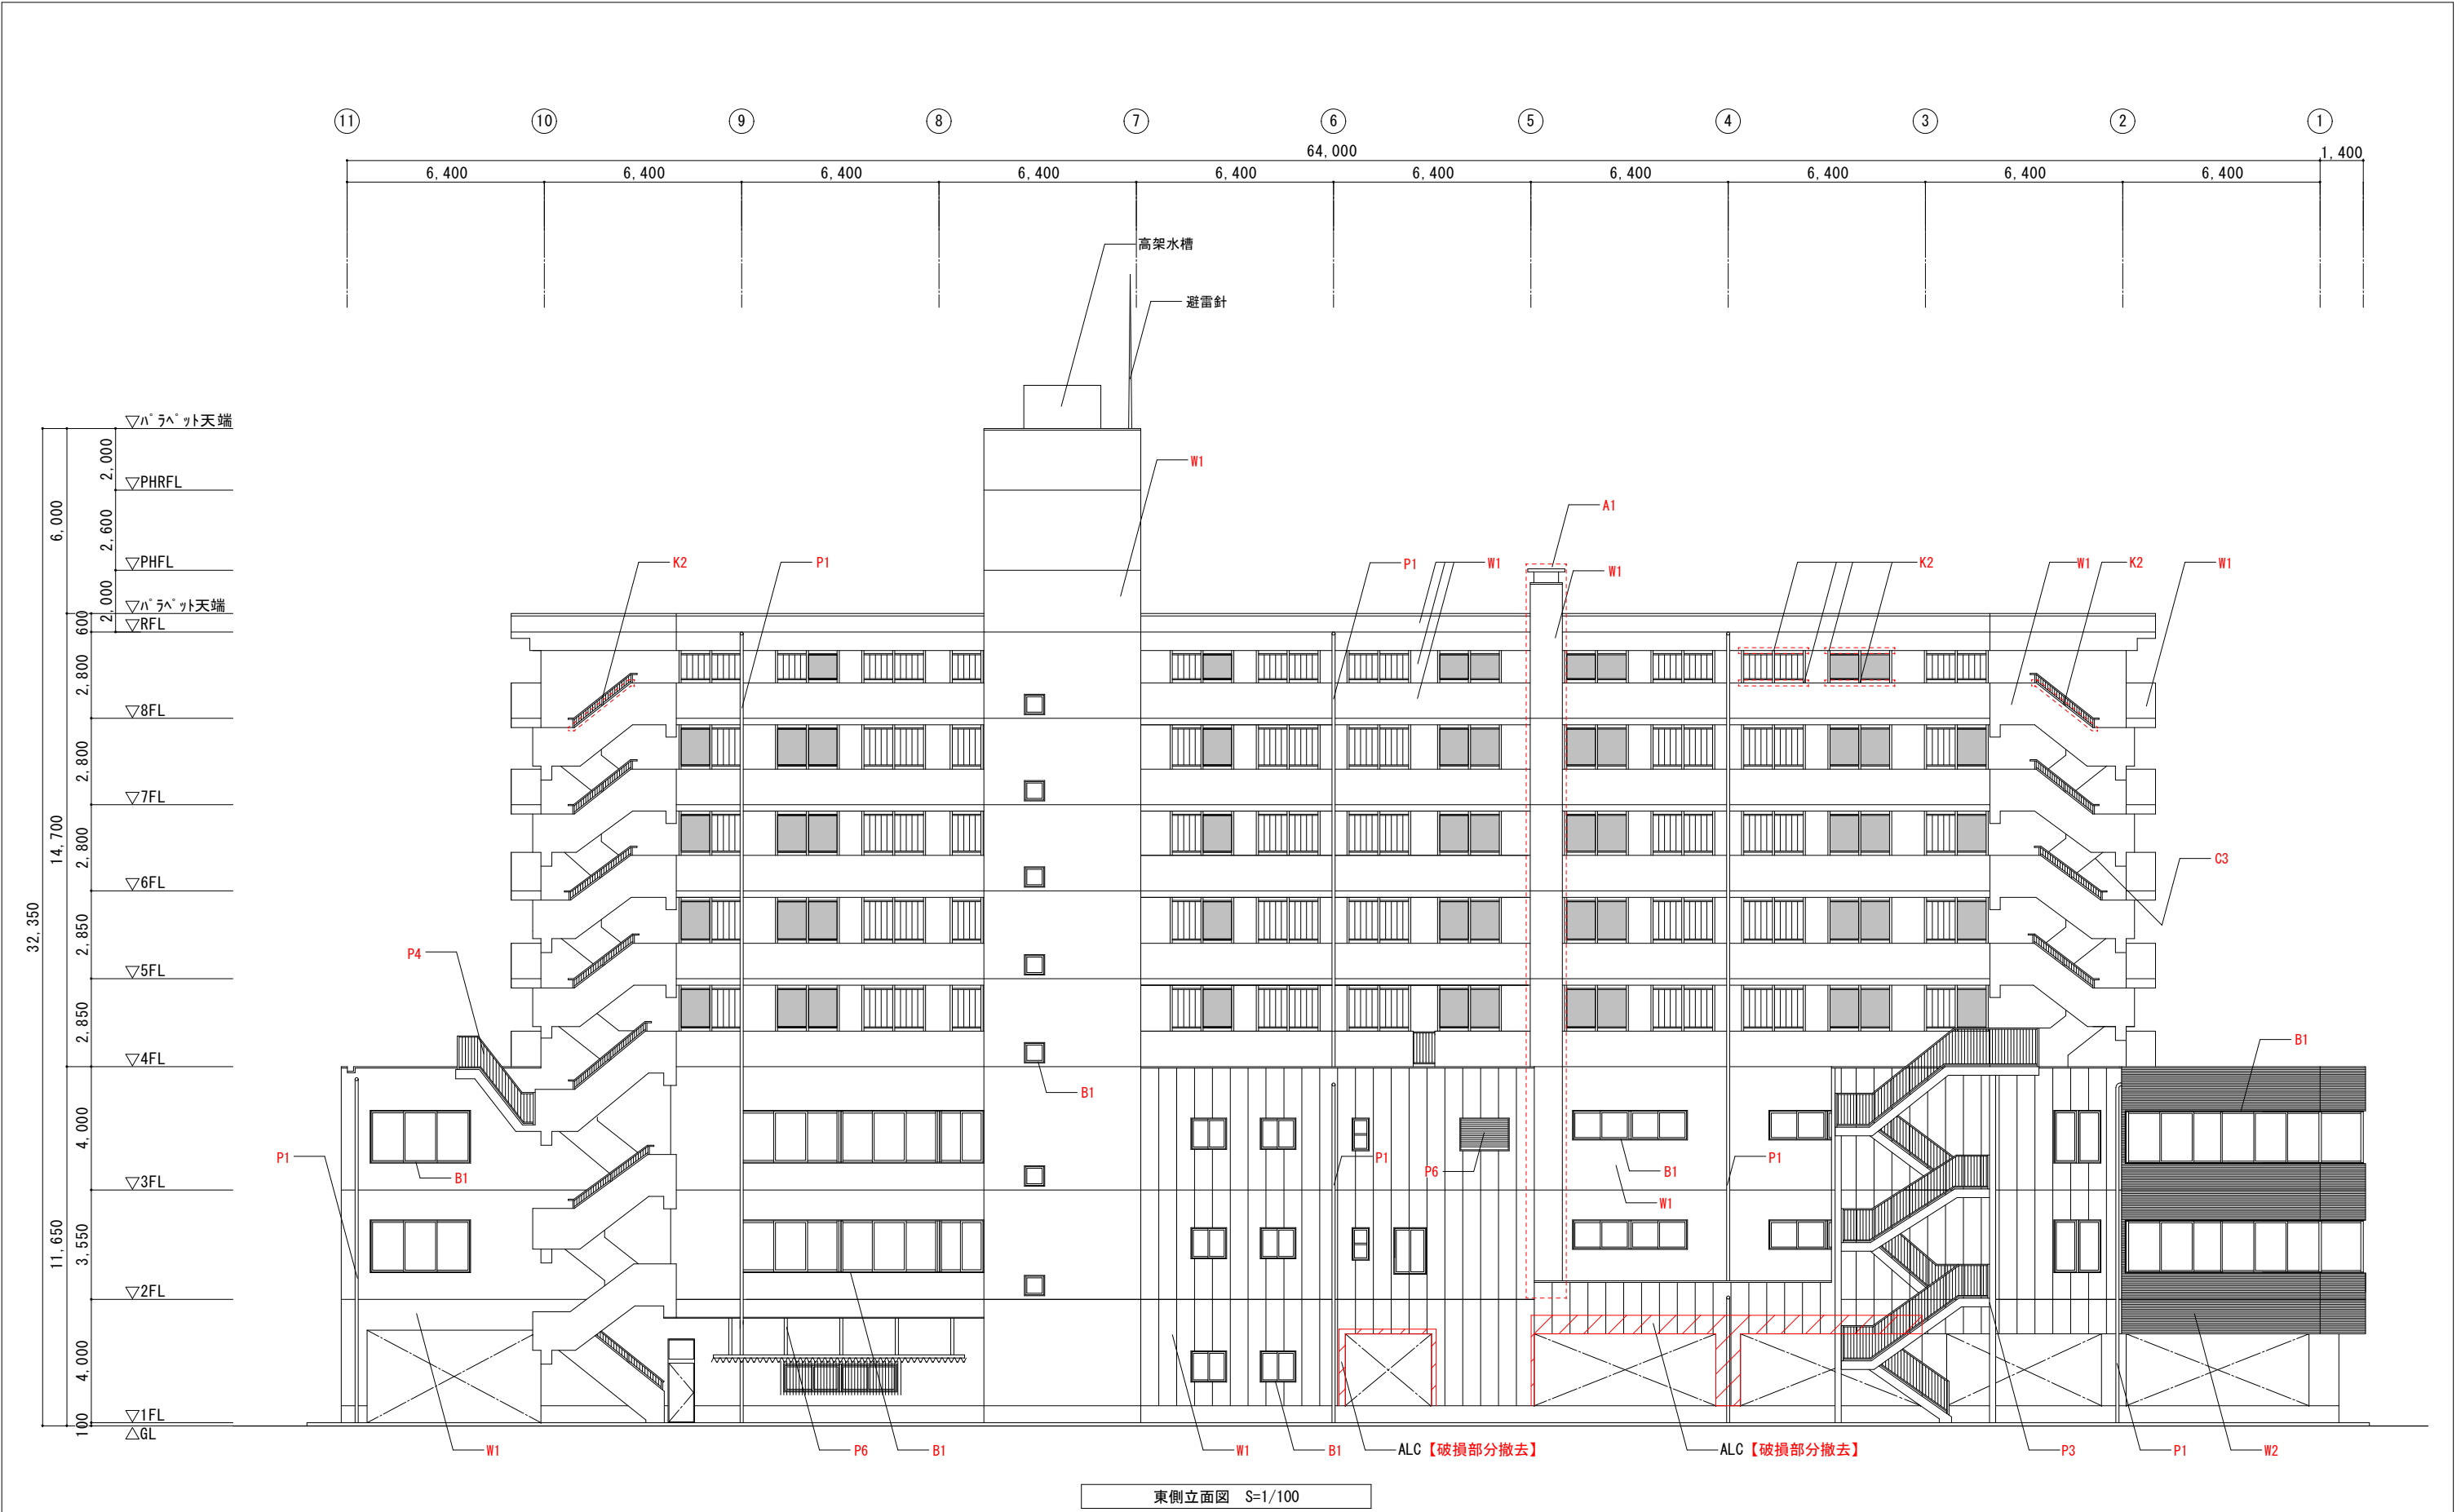 11 10 9 8 7 6 5 4 3 2 1
64,000
1,400
6,400 6,400 6,400 6,400 6,400 6,400 6,400 6,400 6,400 6,400
高架水槽
避雷針
▽パラペット天端
2,000
▽PHRFL
W1
6,000
2,600
A1
▽PHFL
K2
P1
P1
W1
W1
K2
W1
K2
W1
2,000
▽パラペット天端
600
▽RFL
2,800
▽8FL
2,800
▽7FL
14,700
2,800
C3
▽6FL
32,350
2,850
P4
▽5FL
2,850
B1
▽4FL
B1
4,000
P1
B1
P1
P6
B1
P1
▽3FL
W1
11,650
3,550
▽2FL
4,000
▽1FL
100
△GL
W1
P6
B1
W1
B1
ALC【破損部分撤去】
ALC【破損部分撤去】
P3
P1
W2
東側立面図 S=1/100